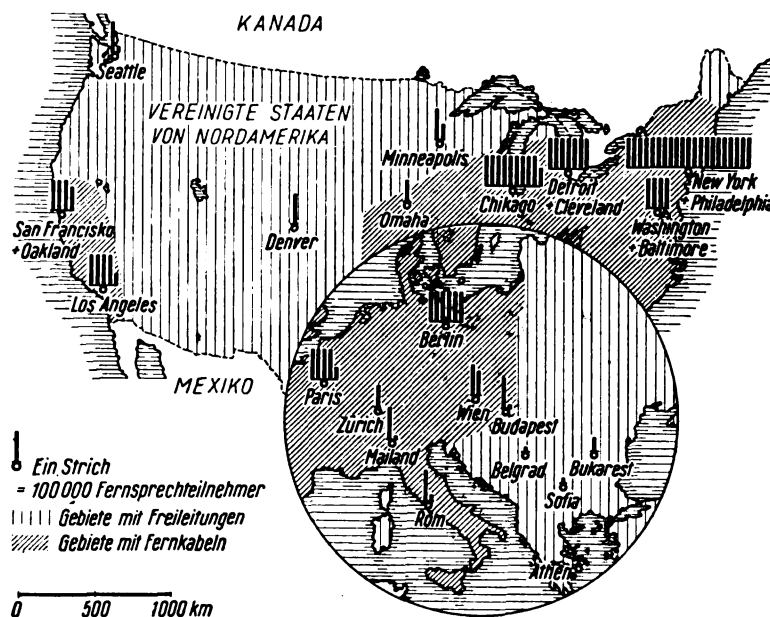 KANADA
Seattle
VEREINIGTE STAATEN
VON NORDAMERIKA
Minneapolis
Chikago
Detroit
+ Cleveland
New York
+ Philadelphia
San Francisko
+ Oakland
Denver
Omaha
Washington
+ Baltimore
Los Angeles
MEXIKO
Berlin
Paris
Zürich
Wien
Budapest
Mailand
Belgrad
Bukarest
Sofia
Rom
Athen
Ein Strich
= 100 000 Fernsprechteilnehmer
Gebiete mit Freileitungen
Gebiete mit Fernkabeln
0 500 1000 km